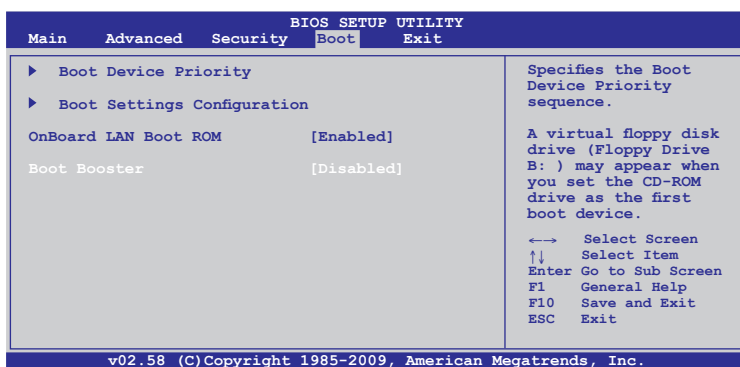 BIOS SETUP UTILITY
Main Advanced Security Boot Exit
▶ Boot Device Priority
▶ Boot Settings Configuration
OnBoard LAN Boot ROM [Enabled]
Boot Booster [Disabled]
Specifies the Boot
Device Priority
sequence.
A virtual floppy disk
drive (Floppy Drive
B: ) may appear when
you set the CD-ROM
drive as the first
boot device.
←→ Select Screen
↑↓ Select Item
Enter Go to Sub Screen
F1 General Help
F10 Save and Exit
ESC Exit
v02.58 (C)Copyright 1985-2009, American Megatrends, Inc.